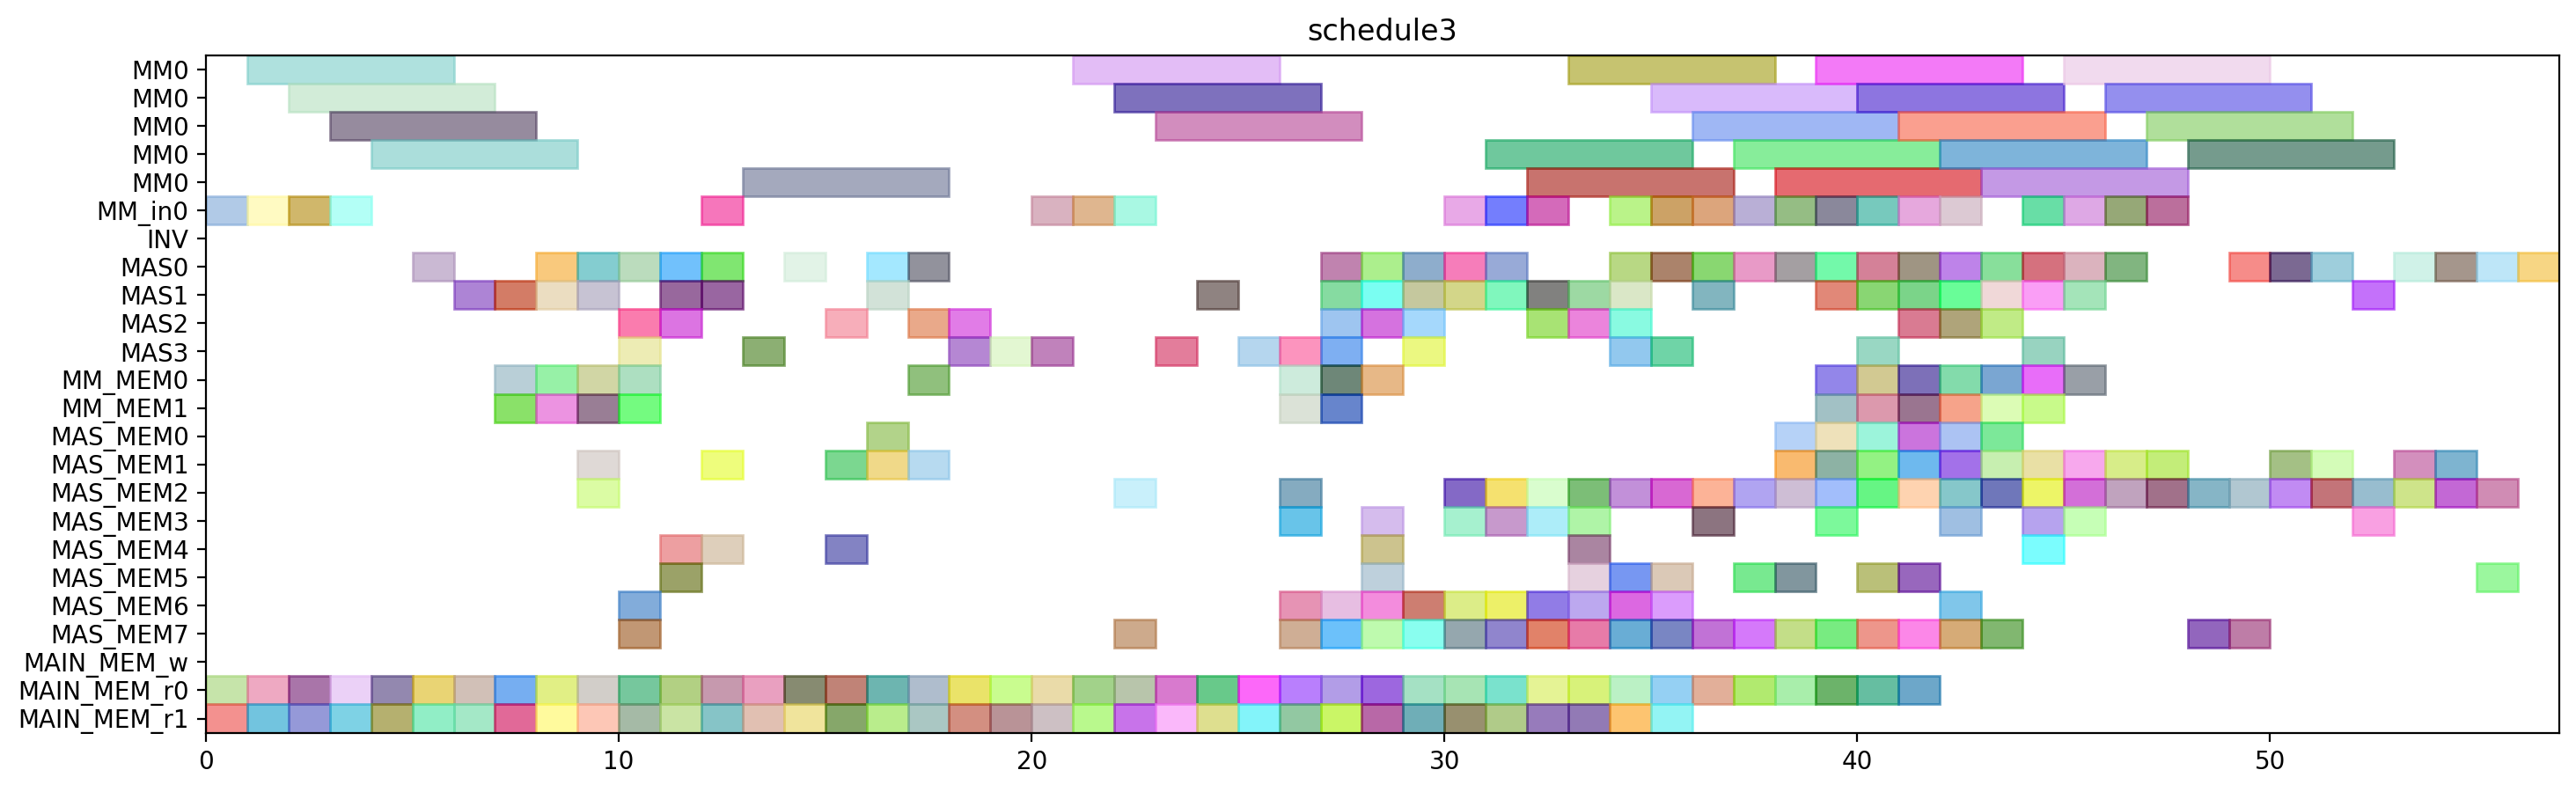 schedule3
MM0
MM0
MM0
MM0
MM0
MM_in0
INV
MAS0
MAS1
MAS2
MAS3
MM_MEM0
MM_MEM1
MAS_MEM0
MAS_MEM1
MAS_MEM2
MAS_MEM3
MAS_MEM4
MAS_MEM5
MAS_MEM6
MAS_MEM7
MAIN_MEM_w
MAIN_MEM_r0
MAIN_MEM_r1
0 10 20 30 40 50